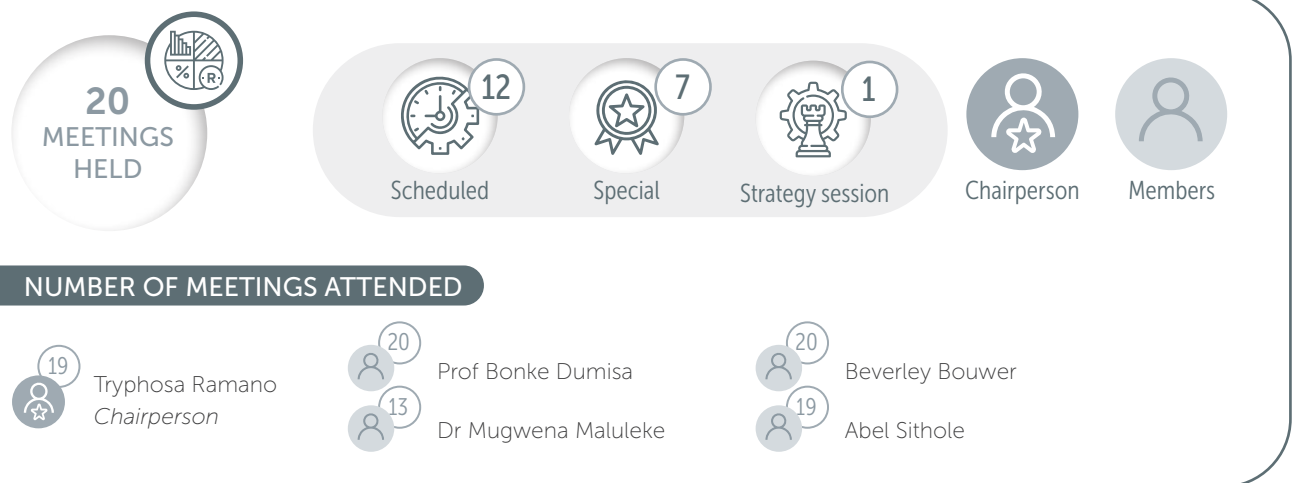 20
MEETINGS
HELD
%
R
12
Scheduled
7
Special
1
Strategy session
Chairperson
Members
NUMBER OF MEETINGS ATTENDED
19
Tryphosa Ramano
Chairperson
20
Prof Bonke Dumisa
13
Dr Mugwena Maluleke
20
Beverley Bouwer
19
Abel Sithole